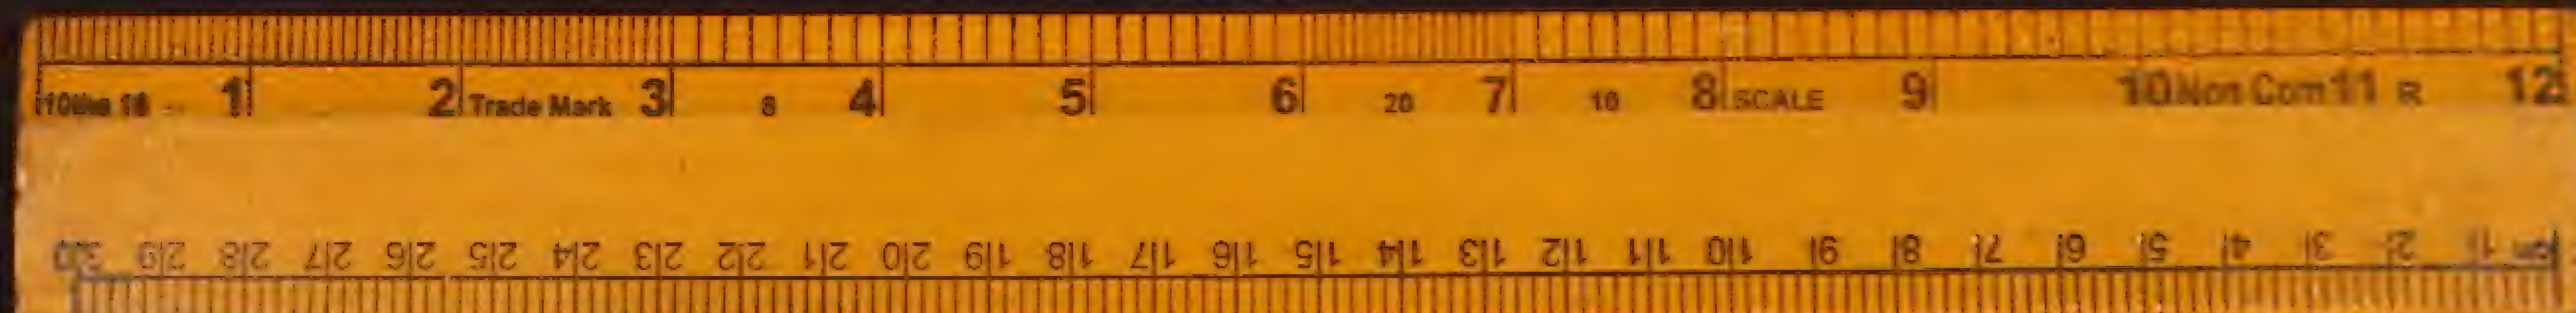 10ths 16 1 2 Trade Mark 3 8 4 5 6 20 7 10 8 SCALE 9 10 Non Com 11 R 12
30 29 28 27 26 25 24 23 22 21 20 19 18 17 16 15 14 13 12 11 10 9 8 7 6 5 4 3 2 1 cm